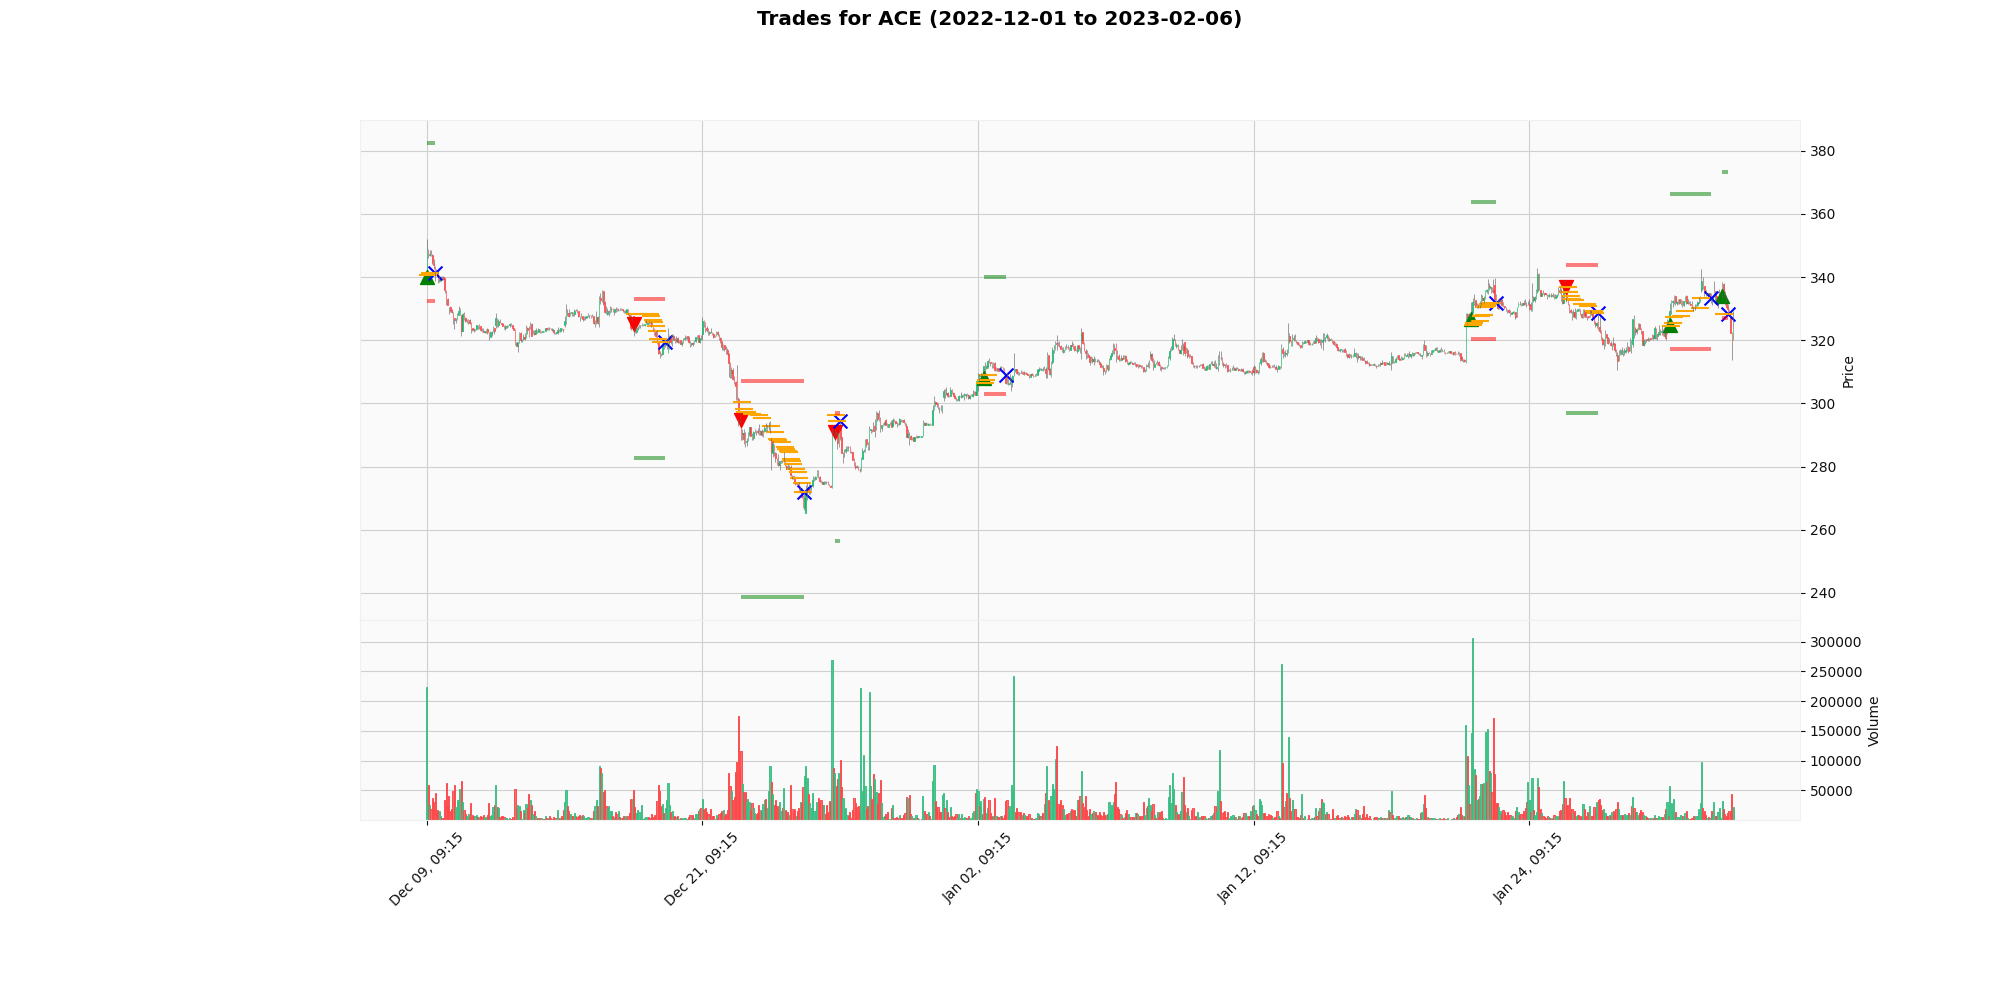 Trades for ACE (2022-12-01 to 2023-02-06)
380
360
340
320
300
280
260
240
Price
300000
250000
200000
150000
100000
50000
Volume
Dec 09, 09:15
Dec 21, 09:15
Jan 02, 09:15
Jan 12, 09:15
Jan 24, 09:15